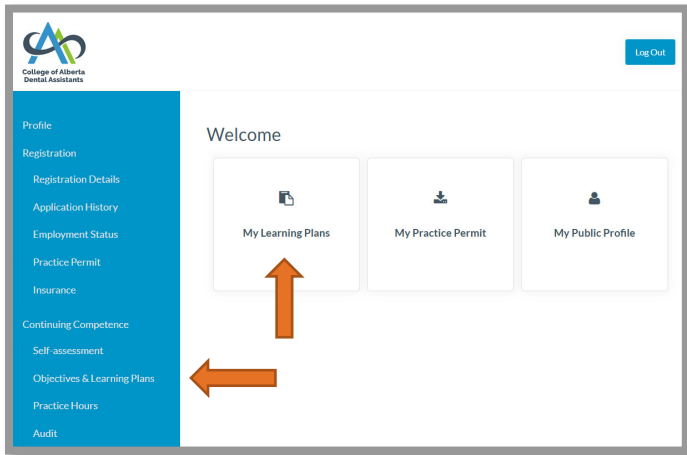 College of Alberta
Dental Assistants
Log Out
Profile
Registration
Registration Details
Application History
Employment Status
Practice Permit
Insurance
Continuing Competence
Self-assessment
Objectives & Learning Plans
Practice Hours
Audit
Welcome
My Learning Plans
My Practice Permit
My Public Profile